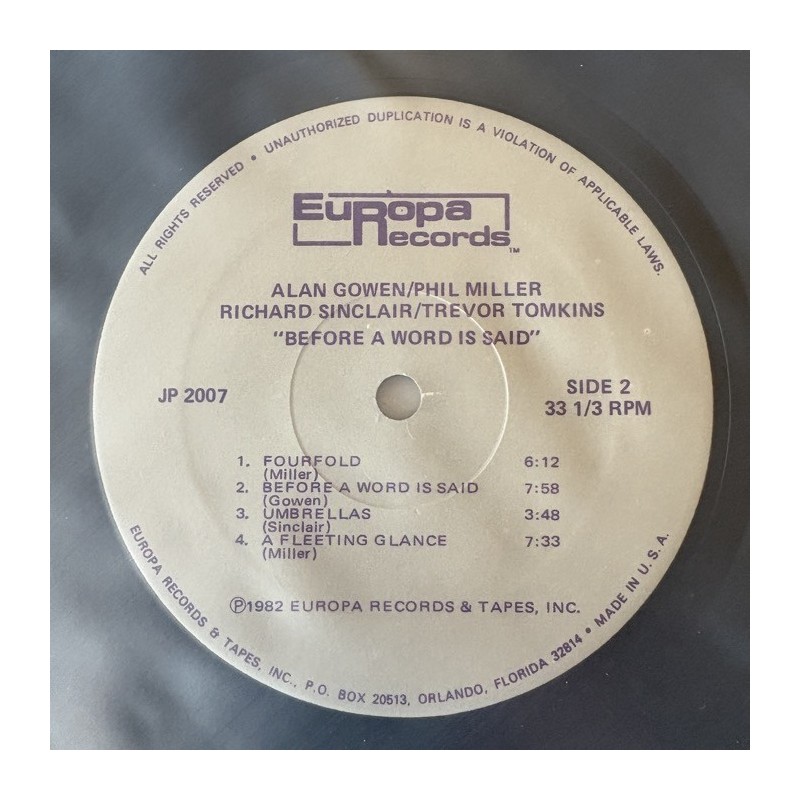 ALL RIGHTS RESERVED • UNAUTHORIZED DUPLICATION IS A VIOLATION OF APPLICABLE LAWS.
EuRopa
Records™
ALAN GOWEN/PHIL MILLER
RICHARD SINCLAIR/TREVOR TOMKINS
"BEFORE A WORD IS SAID"
JP 2007
SIDE 2
33 1/3 RPM
1. FOURFOLD 6:12
(Miller)
2. BEFORE A WORD IS SAID 7:58
(Gowen)
3. UMBRELLAS 3:48
(Sinclair)
4. A FLEETING GLANCE 7:33
(Miller)
℗1982 EUROPA RECORDS & TAPES, INC.
EUROPA RECORDS & TAPES, INC., P.O. BOX 20513, ORLANDO, FLORIDA 32814 • MADE IN U.S.A.